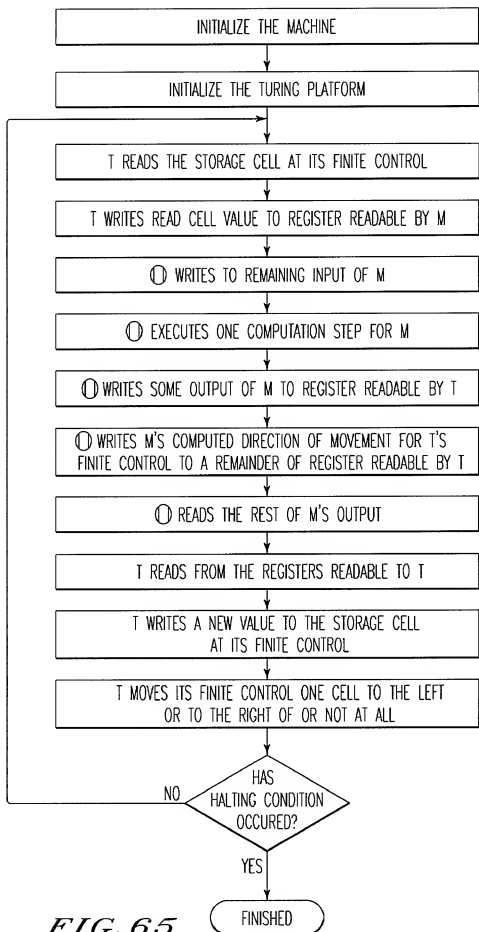 INITIALIZE THE MACHINE
INITIALIZE THE TURING PLATFORM
T READS THE STORAGE CELL AT ITS FINITE CONTROL
T WRITES READ CELL VALUE TO REGISTER READABLE BY M
WRITES TO REMAINING INPUT OF M
EXECUTES ONE COMPUTATION STEP FOR M
WRITES SOME OUTPUT OF M TO REGISTER READABLE BY T
WRITES M'S COMPUTED DIRECTION OF MOVEMENT FOR T'S
FINITE CONTROL TO A REMAINDER OF REGISTER READABLE BY T
READS THE REST OF M'S OUTPUT
T READS FROM THE REGISTERS READABLE TO T
T WRITES A NEW VALUE TO THE STORAGE CELL
AT ITS FINITE CONTROL
T MOVES ITS FINITE CONTROL ONE CELL TO THE LEFT
OR TO THE RIGHT OF OR NOT AT ALL
HAS
HALTING CONDITION
OCCURED?
NO
YES
FINISHED
FIG. 65